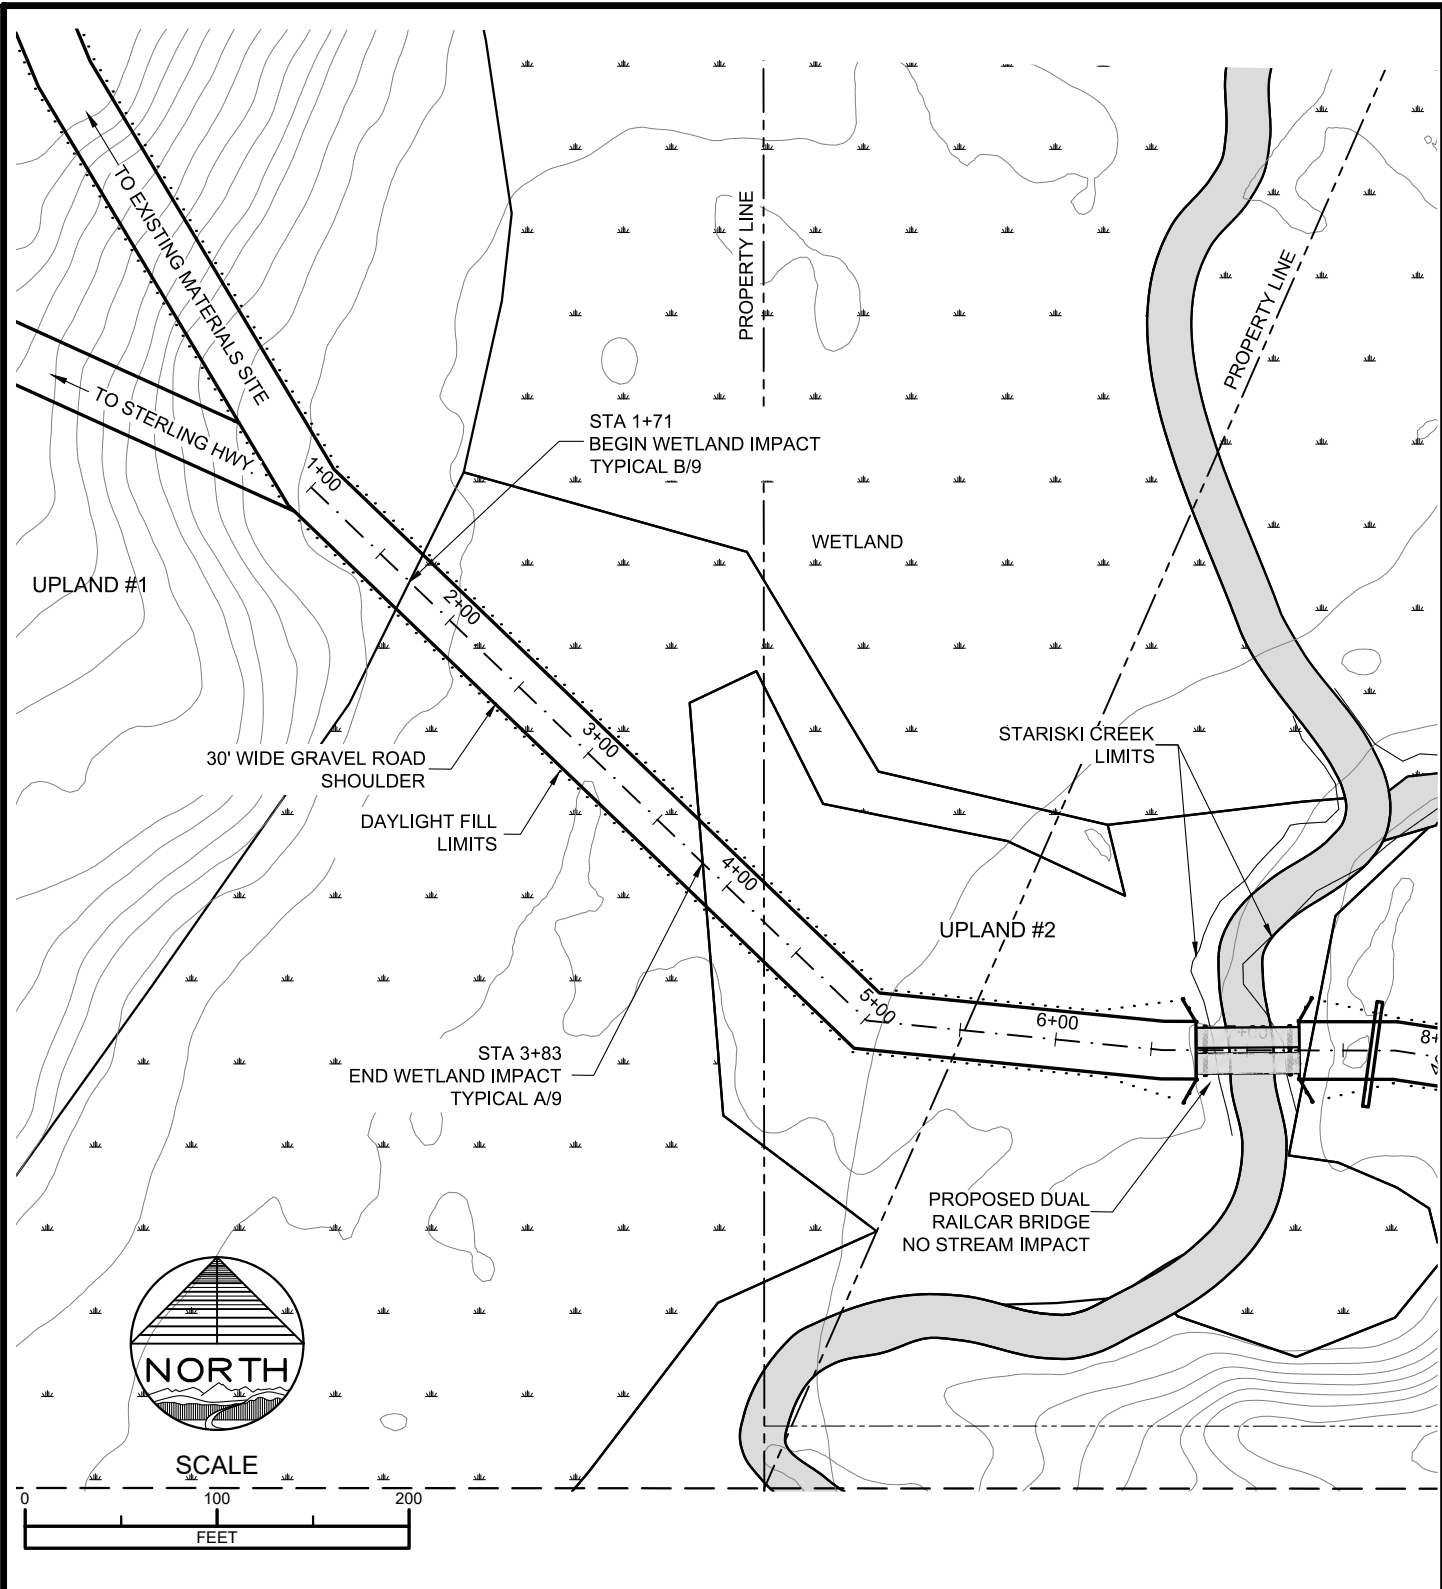 TO EXISTING MATERIALS SITE
PROPERTY LINE
PROPERTY LINE
TO STERLING HWY.
STA 1+71
BEGIN WETLAND IMPACT
TYPICAL B/9
1+00
WETLAND
UPLAND #1
2+00
3+00
30' WIDE GRAVEL ROAD
SHOULDER
STARISKI CREEK
LIMITS
DAYLIGHT FILL
LIMITS
4+00
UPLAND #2
5+00
6+00
STA 3+83
END WETLAND IMPACT
TYPICAL A/9
PROPOSED DUAL
RAILCAR BRIDGE
NO STREAM IMPACT
NORTH
SCALE
0 100 200
FEET